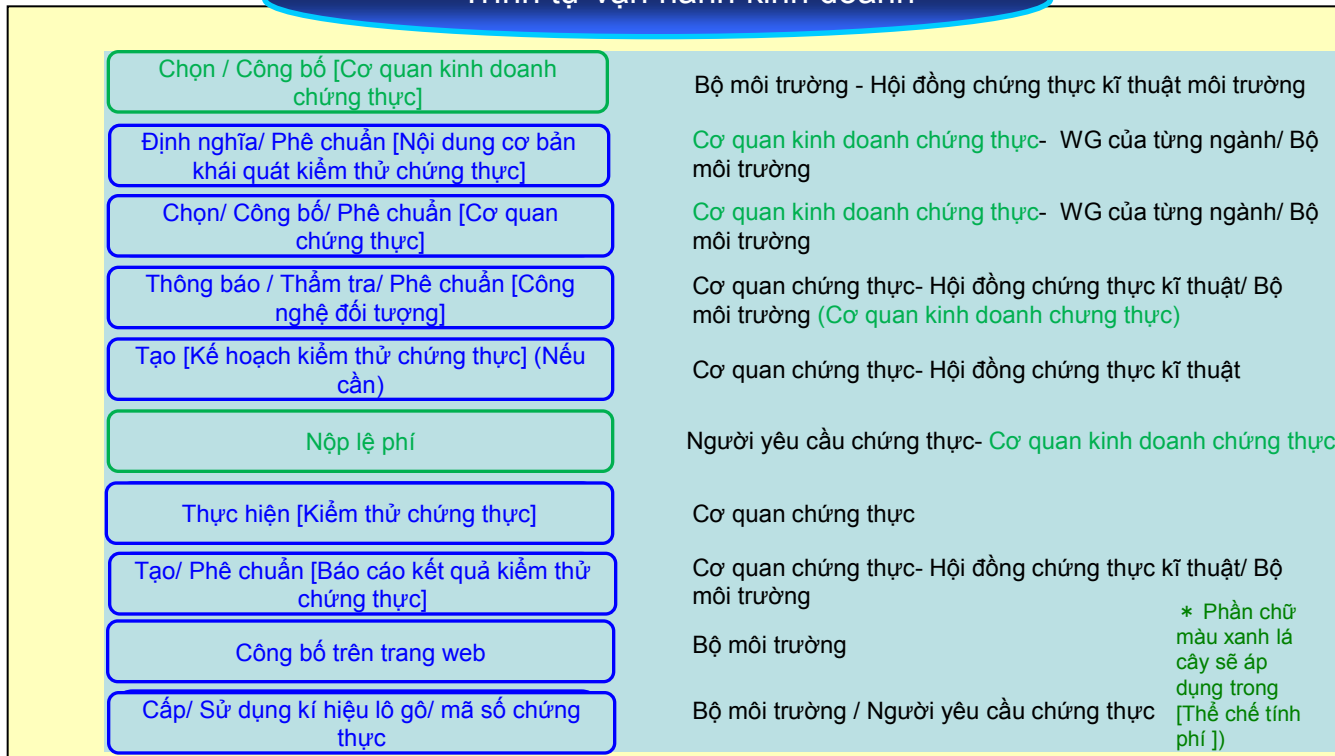 Trình tự vận hành kinh doanh
Chọn / Công bố [Cơ quan kinh doanh
chứng thực]
Bộ môi trường - Hội đồng chứng thực kĩ thuật môi trường
Định nghĩa/ Phê chuẩn [Nội dung cơ bản
khái quát kiểm thử chứng thực]
Cơ quan kinh doanh chứng thực- WG của từng ngành/ Bộ
môi trường
Chọn/ Công bố/ Phê chuẩn [Cơ quan
chứng thực]
Cơ quan kinh doanh chứng thực- WG của từng ngành/ Bộ
môi trường
Thông báo / Thẩm tra/ Phê chuẩn [Công
nghệ đối tượng]
Cơ quan chứng thực- Hội đồng chứng thực kĩ thuật/ Bộ
môi trường (Cơ quan kinh doanh chưng thực)
Tạo [Kế hoạch kiểm thử chứng thực] (Nếu
cần)
Cơ quan chứng thực- Hội đồng chứng thực kĩ thuật
Nộp lệ phí
Người yêu cầu chứng thực- Cơ quan kinh doanh chứng thực
Thực hiện [Kiểm thử chứng thực]
Cơ quan chứng thực
Tạo/ Phê chuẩn [Báo cáo kết quả kiểm thử
chứng thực]
Cơ quan chứng thực- Hội đồng chứng thực kĩ thuật/ Bộ
môi trường
Công bố trên trang web
Bộ môi trường
Cấp/ Sử dụng kí hiệu lô gô/ mã số chứng
thực
Bộ môi trường / Người yêu cầu chứng thực
* Phần chữ
màu xanh lá
cây sẽ áp
dụng trong
[Thể chế tính
phí ])